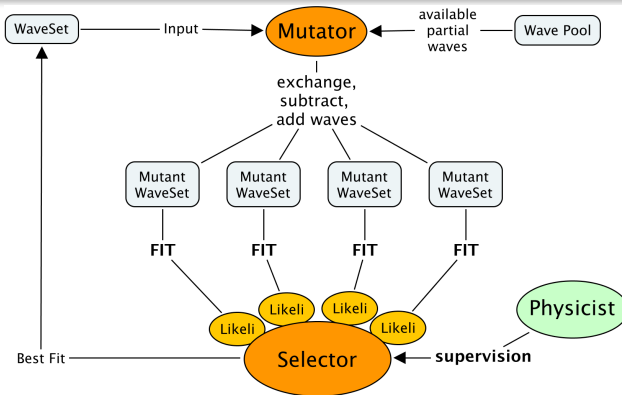 WaveSet
Input
Mutator
available
partial
waves
Wave Pool
exchange,
subtract,
add waves
Mutant
WaveSet
Mutant
WaveSet
Mutant
WaveSet
Mutant
WaveSet
FIT
FIT
FIT
FIT
Likeli
Likeli
Likeli
Likeli
Physicist
Best Fit
Selector
supervision